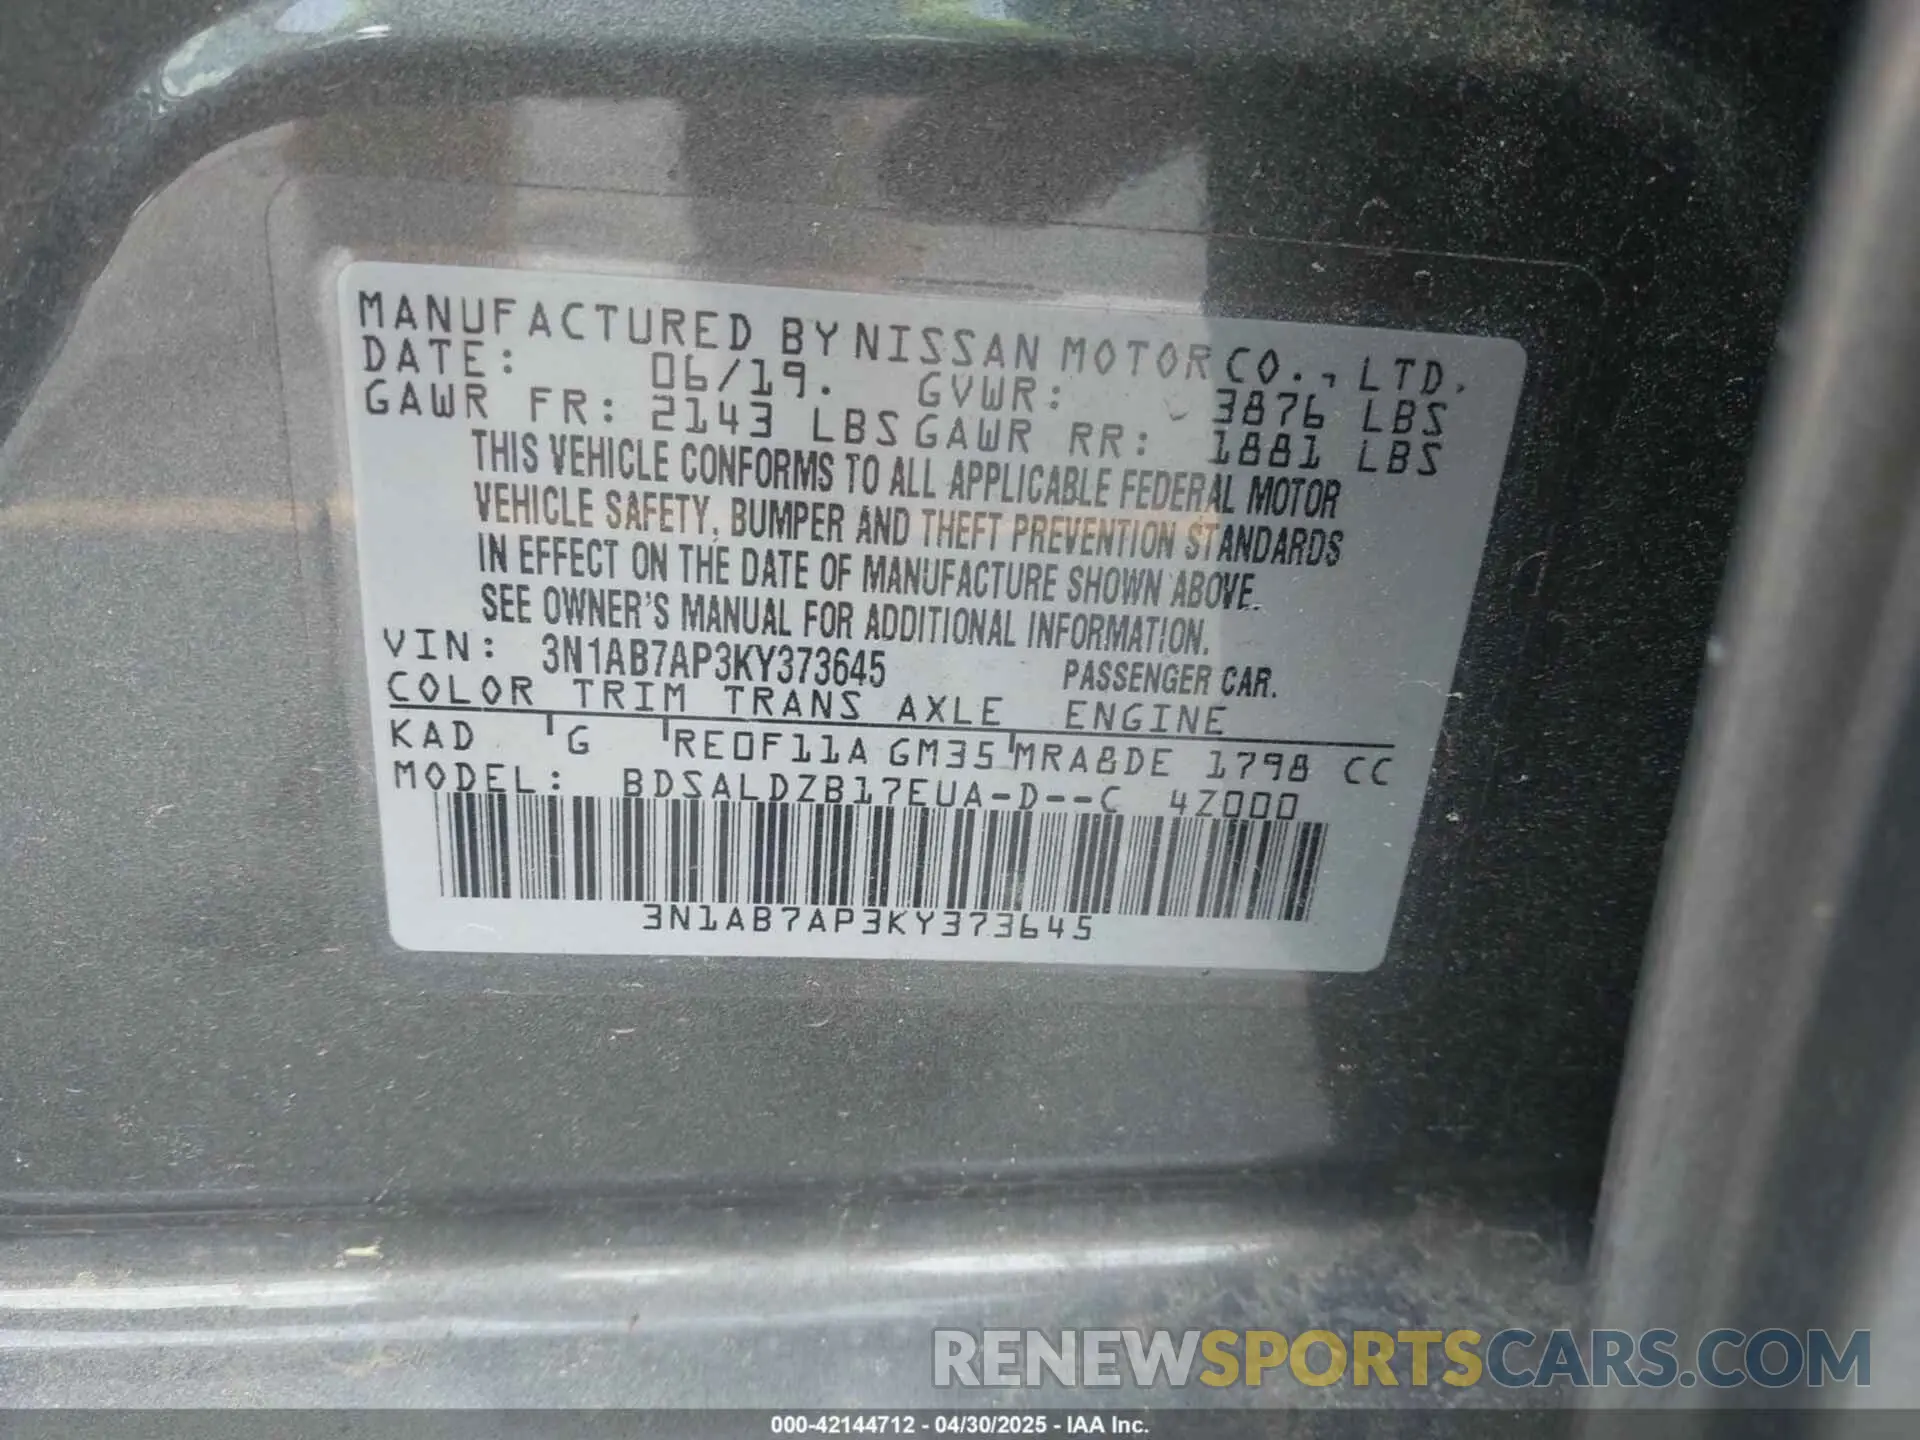 MANUFACTURED BY NISSAN MOTOR CO., LTD.
DATE: 06/19. GVWR: 3876 LBS
GAWR FR: 2143 LBS GAWR RR: 1881 LBS
THIS VEHICLE CONFORMS TO ALL APPLICABLE FEDERAL MOTOR
VEHICLE SAFETY, BUMPER AND THEFT PREVENTION STANDARDS
IN EFFECT ON THE DATE OF MANUFACTURE SHOWN ABOVE.
SEE OWNER'S MANUAL FOR ADDITIONAL INFORMATION.
VIN: 3N1AB7AP3KY373645 PASSENGER CAR.
COLOR TRIM TRANS AXLE ENGINE
KAD G RE0F11A GM35 MRA8DE 1798 CC
MODEL: BDSALDZB17EUA-D--C 4Z000
3N1AB7AP3KY373645
RENEWSPORTSCARS.COM
000-42144712 - 04/30/2025 - IAA Inc.